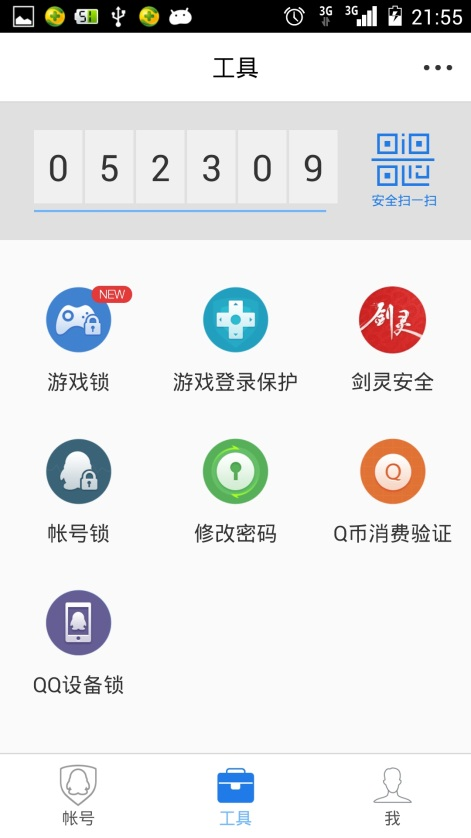 3G 3G 21:55
工具
0 5 2 3 0 9
安全扫一扫
NEW
剑灵
游戏锁 游戏登录保护 剑灵安全
Q
帐号锁 修改密码 Q币消费验证
QQ设备锁
帐号 工具 我